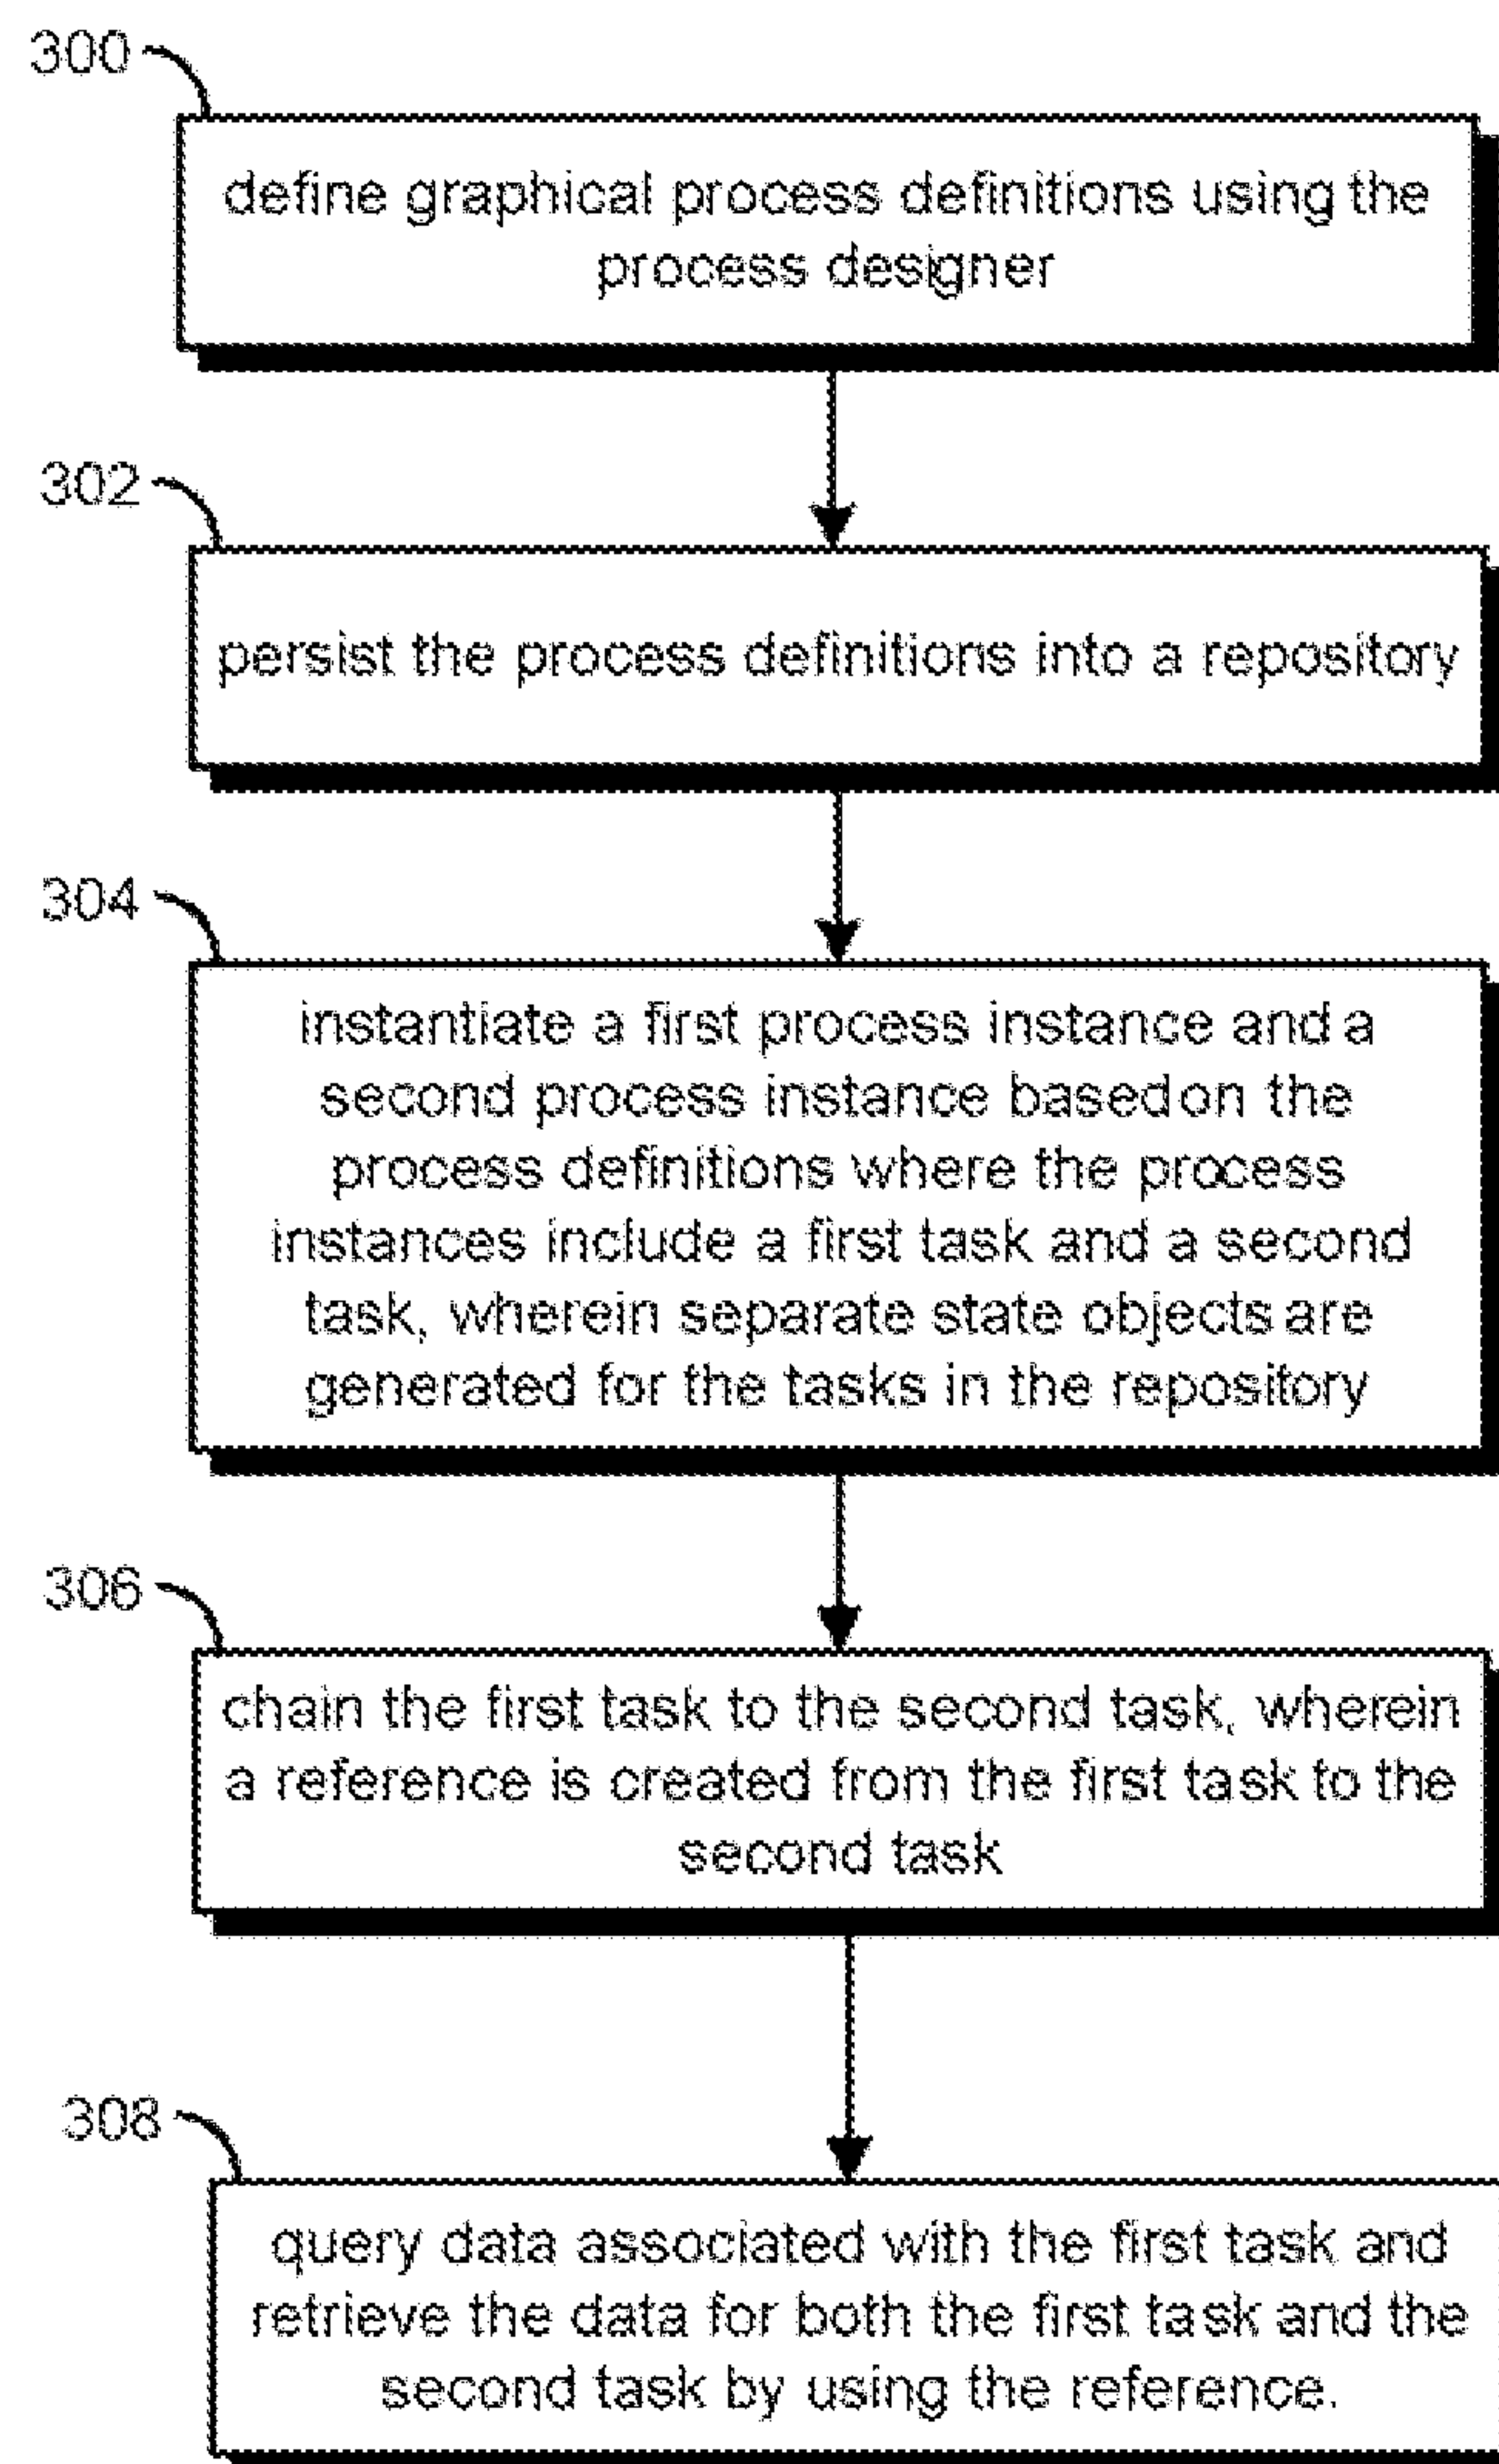 300
define graphical process definitions using the
process designer
302
persist the process definitions into a repository
304
instantiate a first process instance and a
second process instance based on the
process definitions where the process
instances include a first task and a second
task, wherein separate state objects are
generated for the tasks in the repository
306
chain the first task to the second task, wherein
a reference is created from the first task to the
second task
308
query data associated with the first task and
retrieve the data for both the first task and the
second task by using the reference.